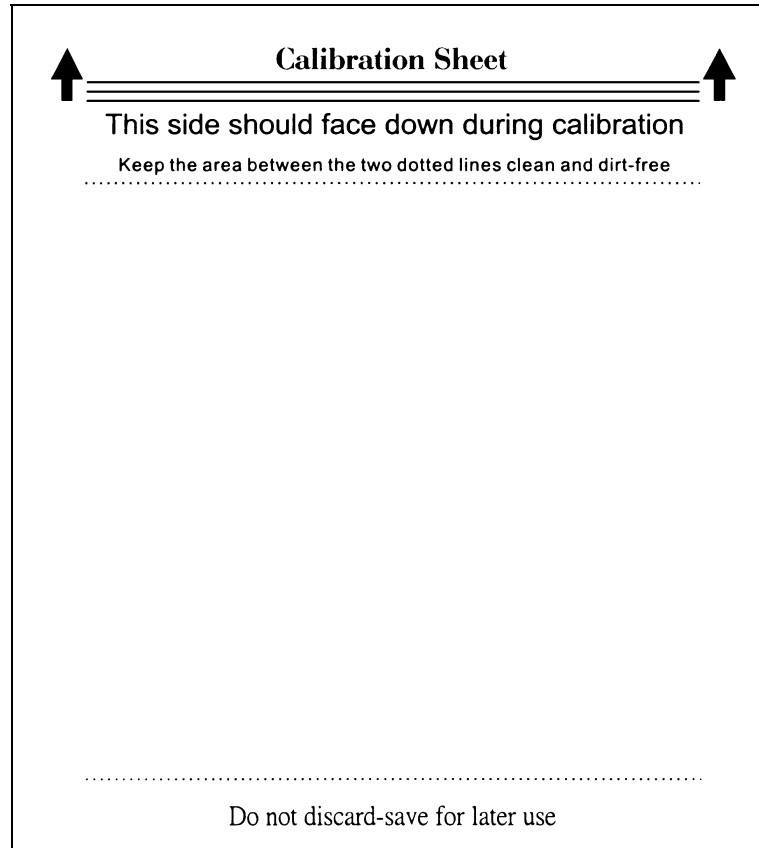 Calibration Sheet
This side should face down during calibration
Keep the area between the two dotted lines clean and dirt-free
Do not discard-save for later use